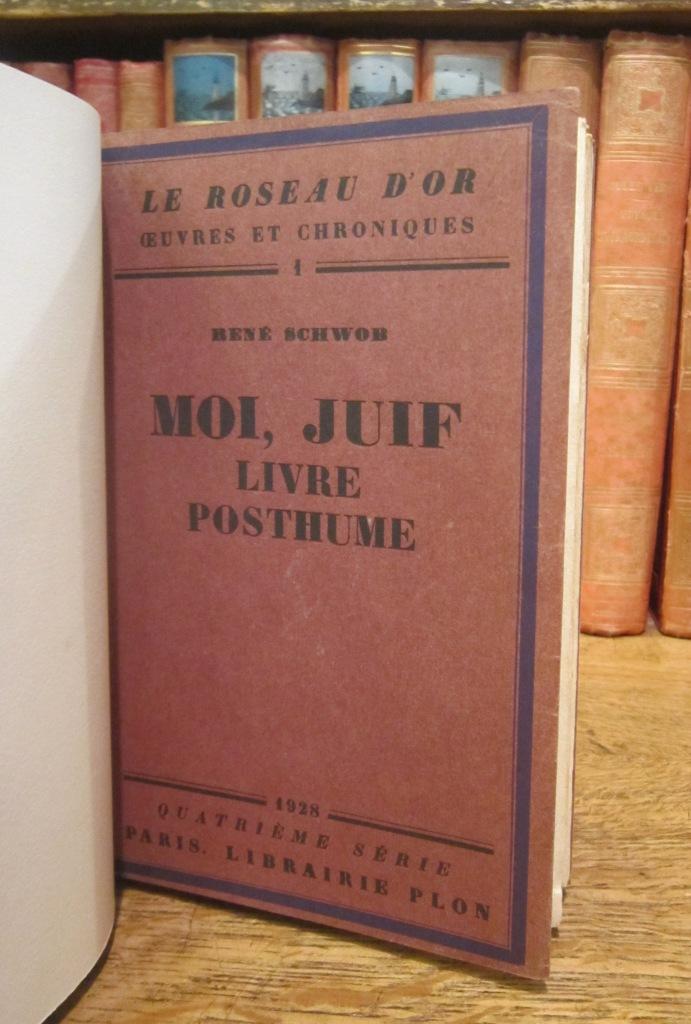 LE ROSEAU D'OR
ŒUVRES ET CHRONIQUES
1
RENÉ SCHWOB
MOI, JUIF
LIVRE
POSTHUME
1928
QUATRIÈME SÉRIE
PARIS. LIBRAIRIE PLON